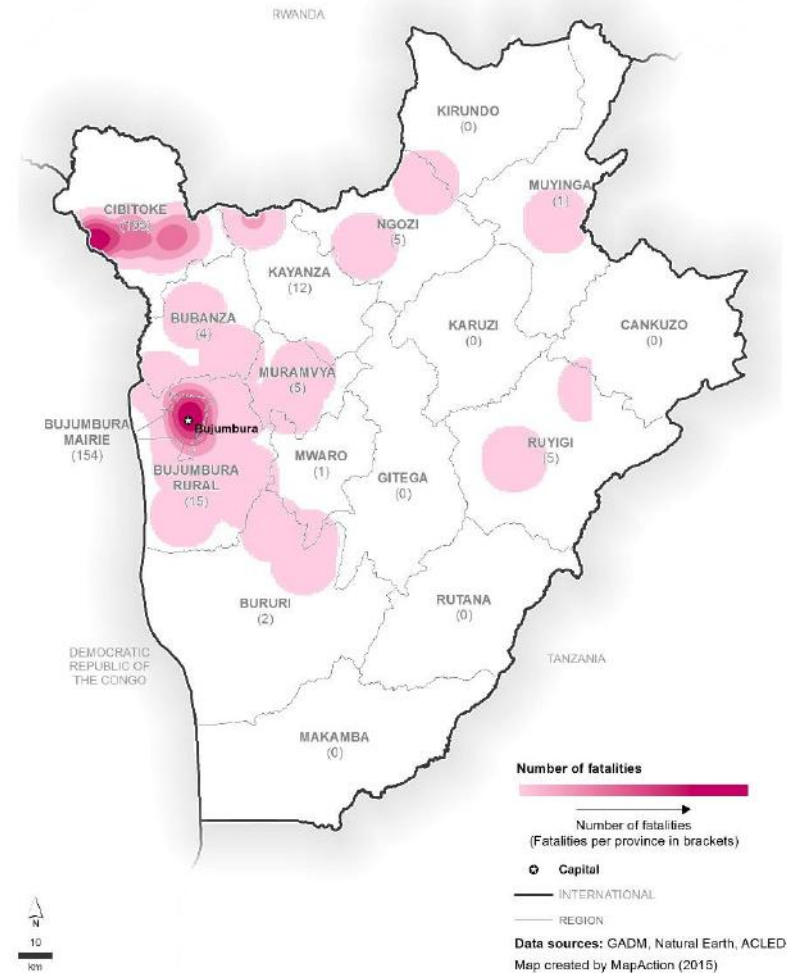 RWANDA
KIRUNDO
(0)
MUYINGA
(1)
CIBITOKE
NGOZI
(5)
KAYANZA
(12)
BUBANZA
(4)
KARUZI
(0)
CANKUZO
(0)
MURAMVYA
(5)
BUJUMBURA
MAIRIE
(154)
Bujumbura
MWARO
(1)
RUYIGI
(5)
BUJUMBURA
RURAL
(15)
GITEGA
(0)
BURURI
(2)
RUTANA
(0)
DEMOCRATIC
REPUBLIC OF
THE CONGO
TANZANIA
MAKAMBA
(0)
Number of fatalities
Number of fatalities
(Fatalities per province in brackets)
Capital
INTERNATIONAL
REGION
Data sources: GADM, Natural Earth, ACLED
Map created by MapAction (2015)
N
10
km